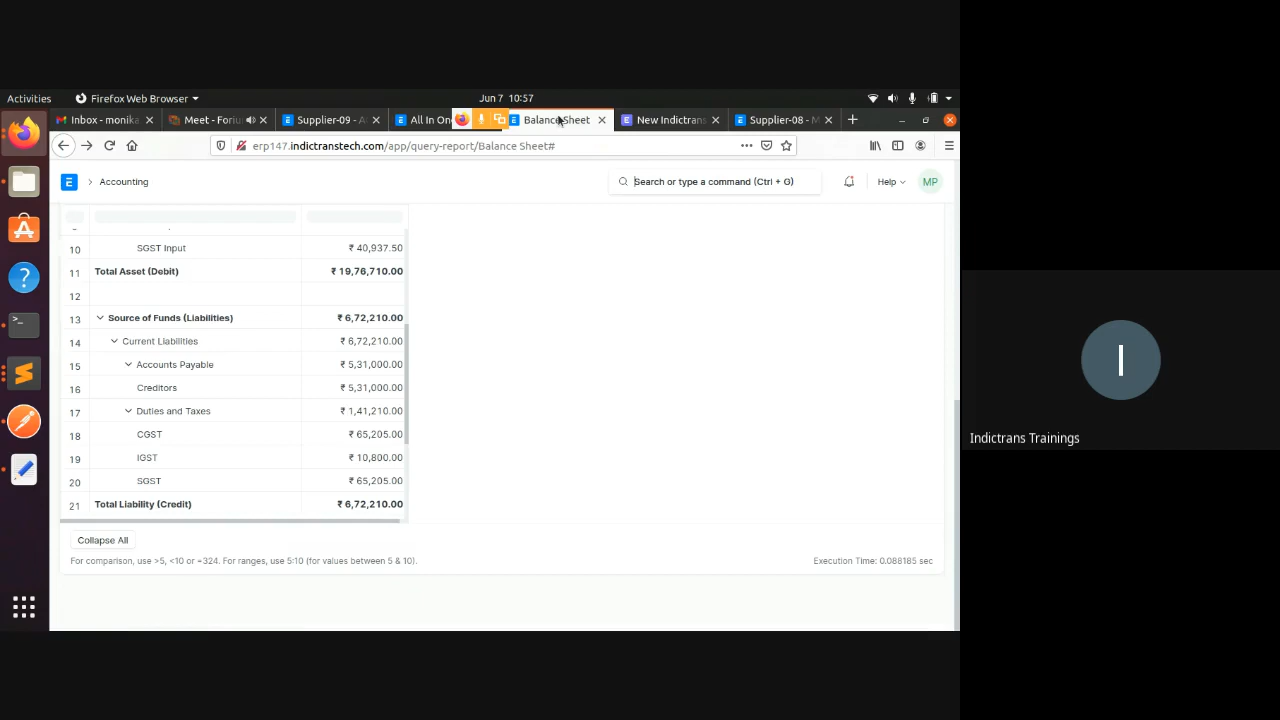 Activities
Firefox Web Browser
Jun 7 10:57
Inbox - monika
Meet - Foriu
Supplier-09 - A
All In On
Balance Sheet
New Indictrans
Supplier-08 - M
erp147.indictranstech.com/app/query-report/Balance Sheet#
Accounting
Search or type a command (Ctrl + G)
Help
MP
10 SGST Input ₹ 40,937.50
11 Total Asset (Debit) ₹ 19,76,710.00
12
13 Source of Funds (Liabilities) ₹ 6,72,210.00
14 Current Liabilities ₹ 6,72,210.00
15 Accounts Payable ₹ 5,31,000.00
16 Creditors ₹ 5,31,000.00
17 Duties and Taxes ₹ 1,41,210.00
18 CGST ₹ 65,205.00
19 IGST ₹ 10,800.00
20 SGST ₹ 65,205.00
21 Total Liability (Credit) ₹ 6,72,210.00
Collapse All
For comparison, use >5, <10 or =324. For ranges, use 5:10 (for values between 5 & 10).
Execution Time: 0.088185 sec
I
Indictrans Trainings